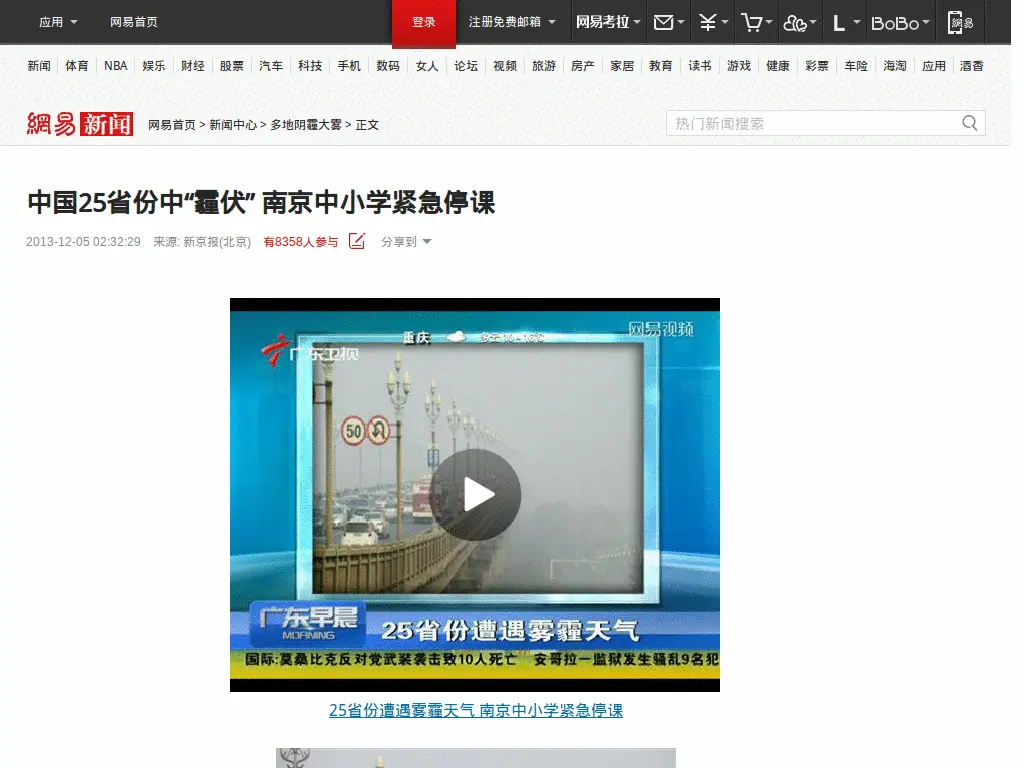 应用 网易首页 登录 注册免费邮箱 网易考拉 BoBo 網易
新闻 体育 NBA 娱乐 财经 股票 汽车 科技 手机 数码 女人 论坛 视频 旅游 房产 家居 教育 读书 游戏 健康 彩票 车险 海淘 应用 酒香
網易 新闻 网易首页 > 新闻中心 > 多地阴霾大雾 > 正文 热门新闻搜索
中国25省份中“霾伏” 南京中小学紧急停课
2013-12-05 02:32:29 来源: 新京报(北京) 有8358人参与 分享到
网易视频
重庆
广东卫视
50
广东早晨
MORNING
25省份遭遇雾霾天气
国际:莫桑比克反对党武装袭击致10人死亡 安哥拉一监狱发生骚乱9名犯
25省份遭遇雾霾天气 南京中小学紧急停课